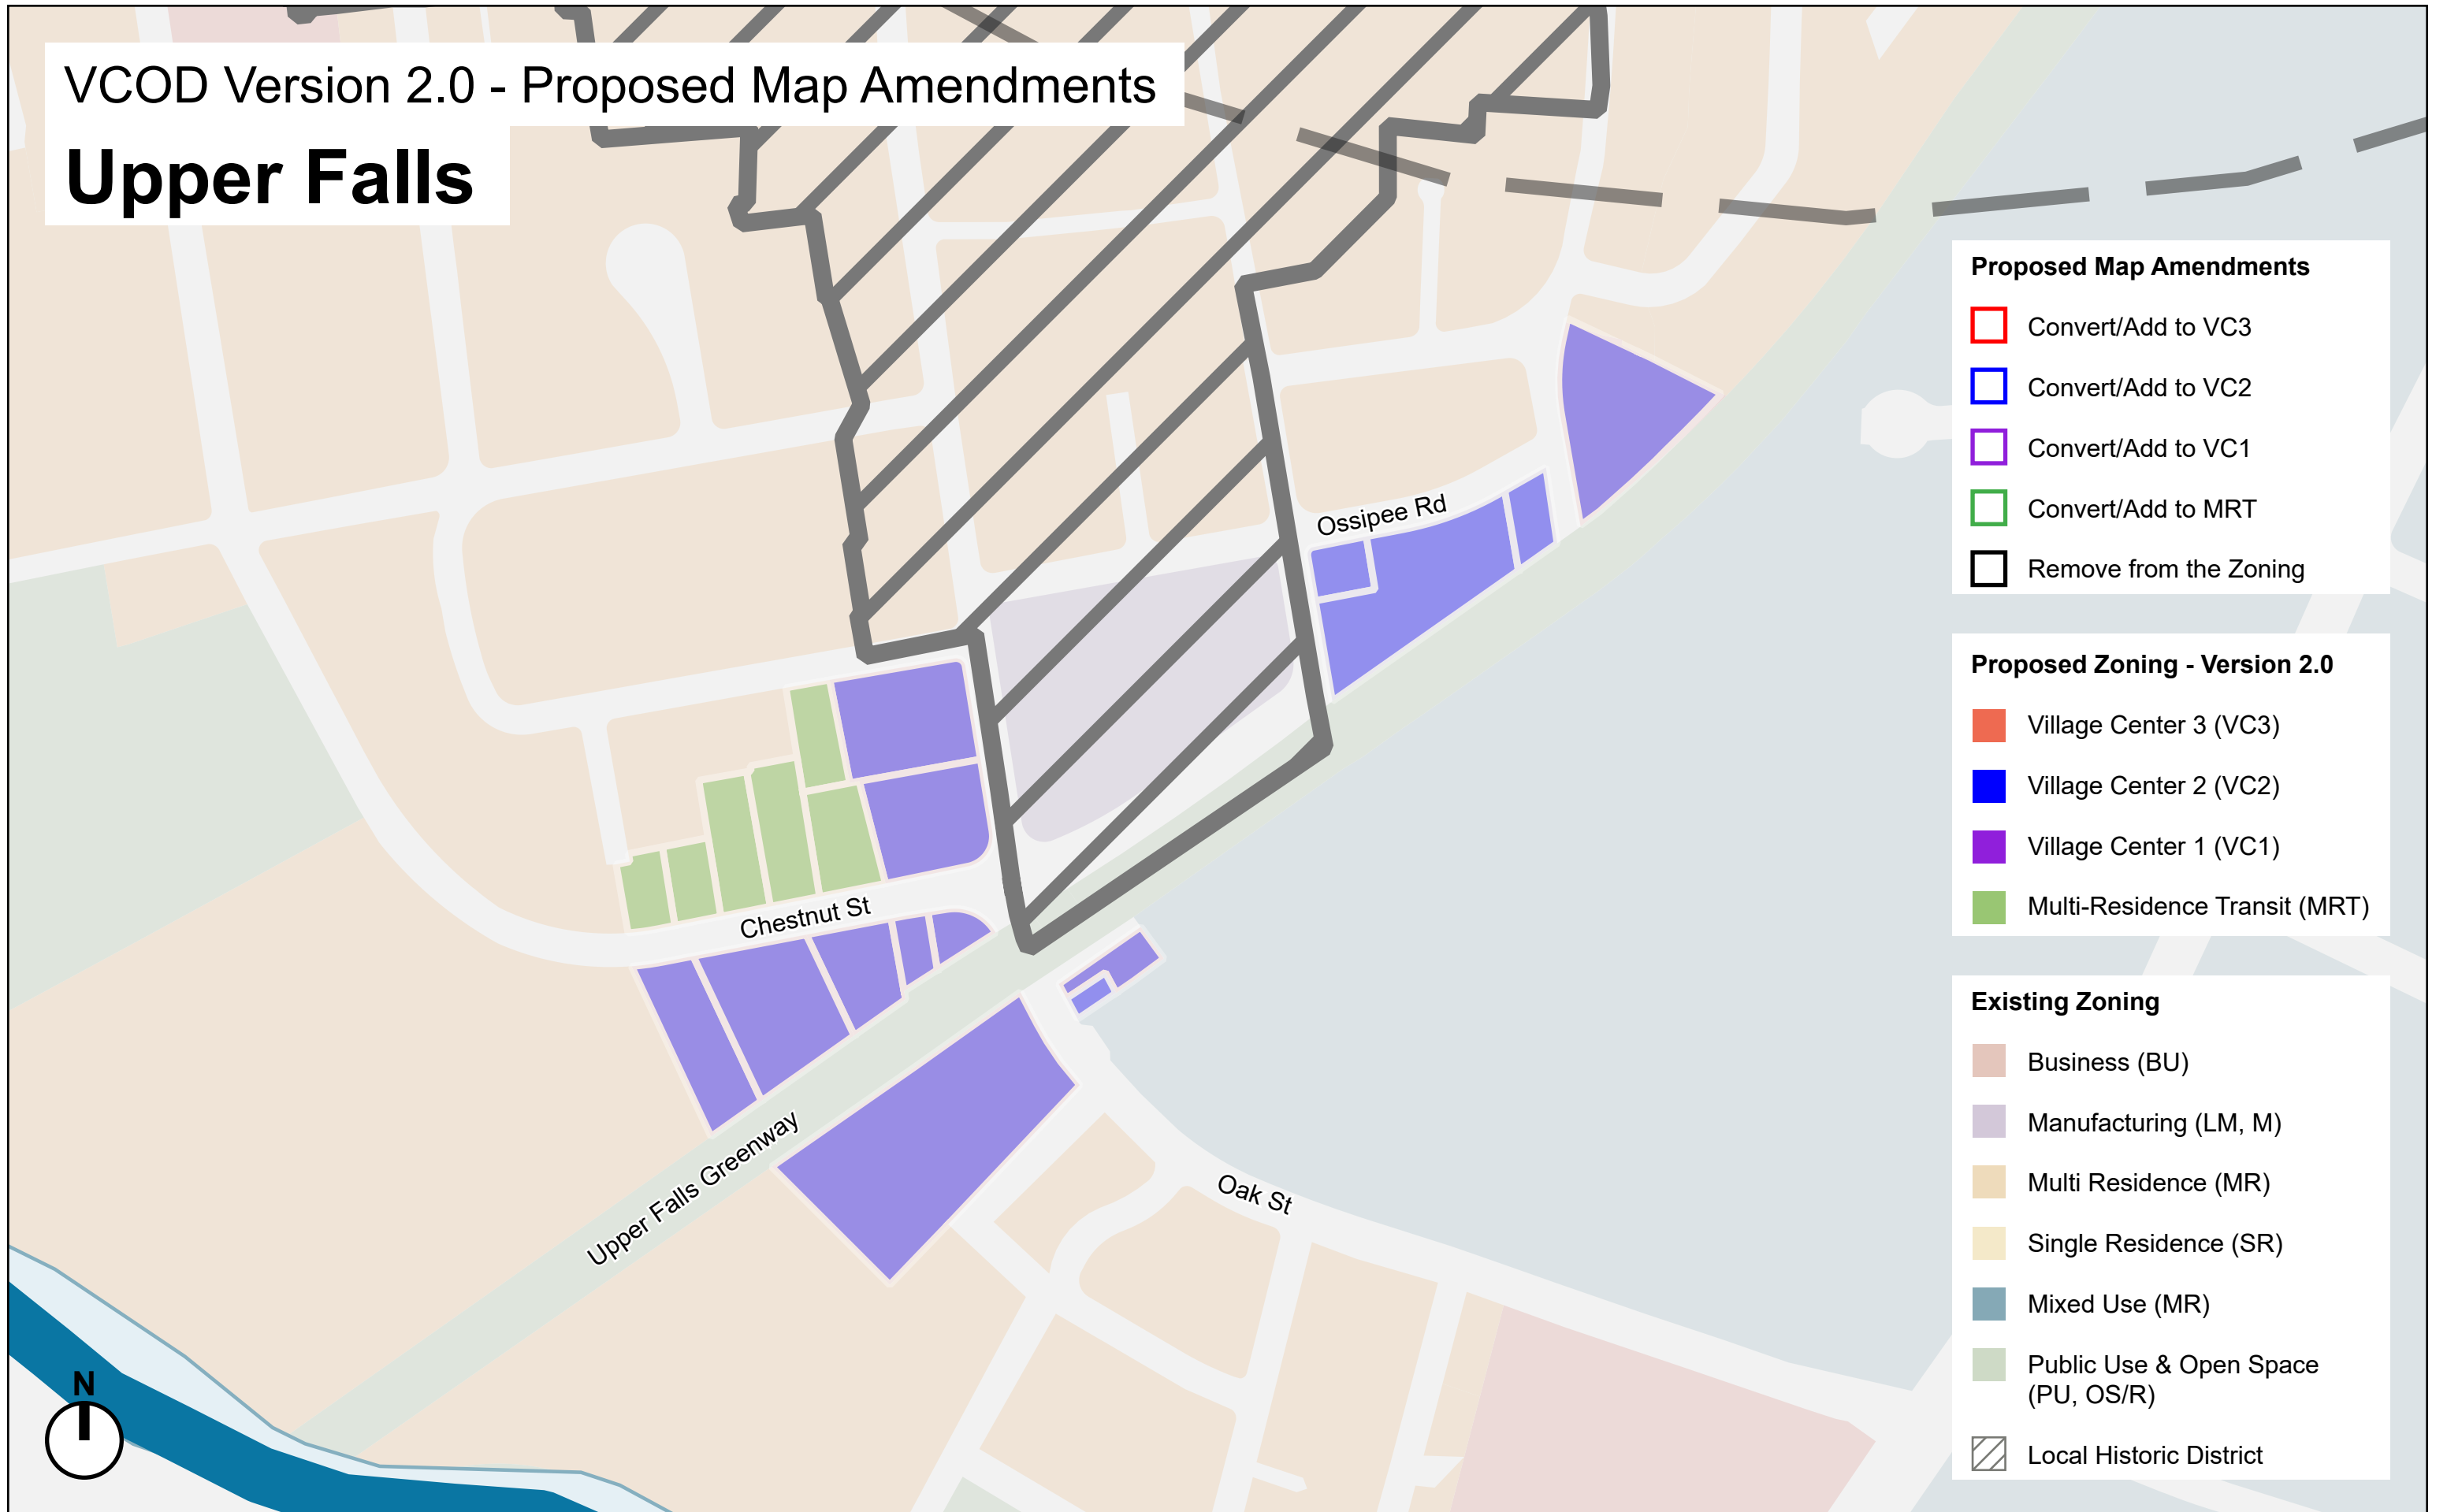 VCOD Version 2.0 - Proposed Map Amendments
Upper Falls
Ossipee Rd
Chestnut St
Upper Falls Greenway
Oak St
N
Proposed Map Amendments
Convert/Add to VC3
Convert/Add to VC2
Convert/Add to VC1
Convert/Add to MRT
Remove from the Zoning
Proposed Zoning - Version 2.0
Village Center 3 (VC3)
Village Center 2 (VC2)
Village Center 1 (VC1)
Multi-Residence Transit (MRT)
Existing Zoning
Business (BU)
Manufacturing (LM, M)
Multi Residence (MR)
Single Residence (SR)
Mixed Use (MR)
Public Use & Open Space
(PU, OS/R)
Local Historic District